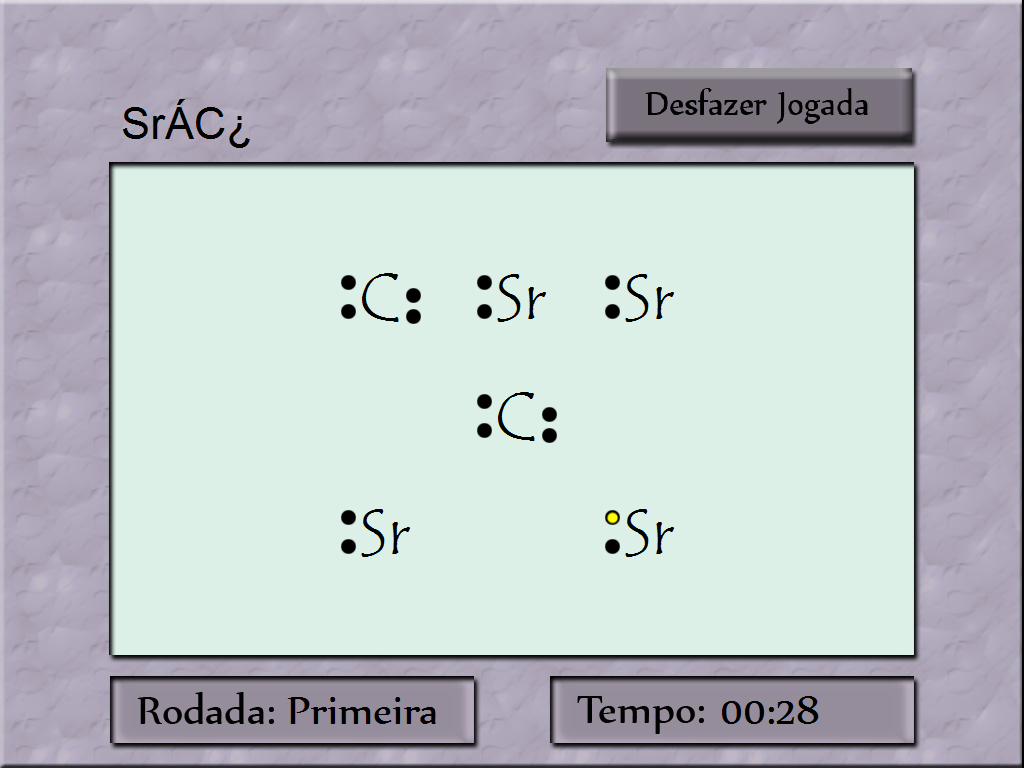 Desfazer Jogada
SrÁC¿
C Sr Sr
C
Sr Sr
Rodada: Primeira
Tempo: 00:28